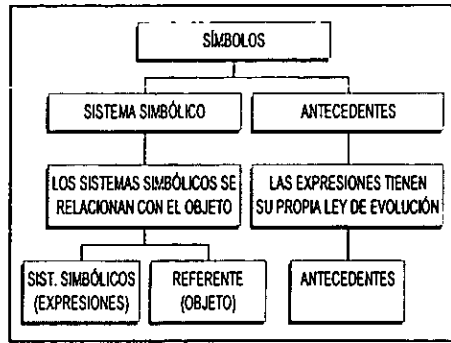 SÍMBOLOS
SISTEMA SIMBÓLICO
ANTECEDENTES
LOS SISTEMAS SIMBÓLICOS SE
RELACIONAN CON EL OBJETO
LAS EXPRESIONES TIENEN
SU PROPIA LEY DE EVOLUCIÓN
SIST. SIMBÓLICOS
(EXPRESIONES)
REFERENTE
(OBJETO)
ANTECEDENTES